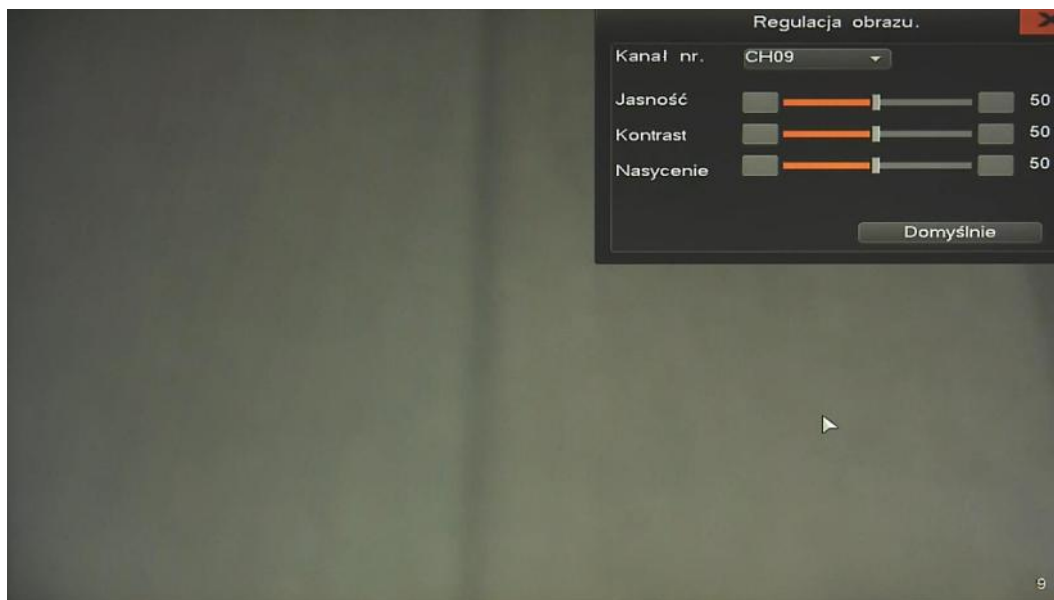 Regulacja obrazu.
Kanał nr. CH09
Jasność 50
Kontrast 50
Nasycenie 50
Domyślnie
9